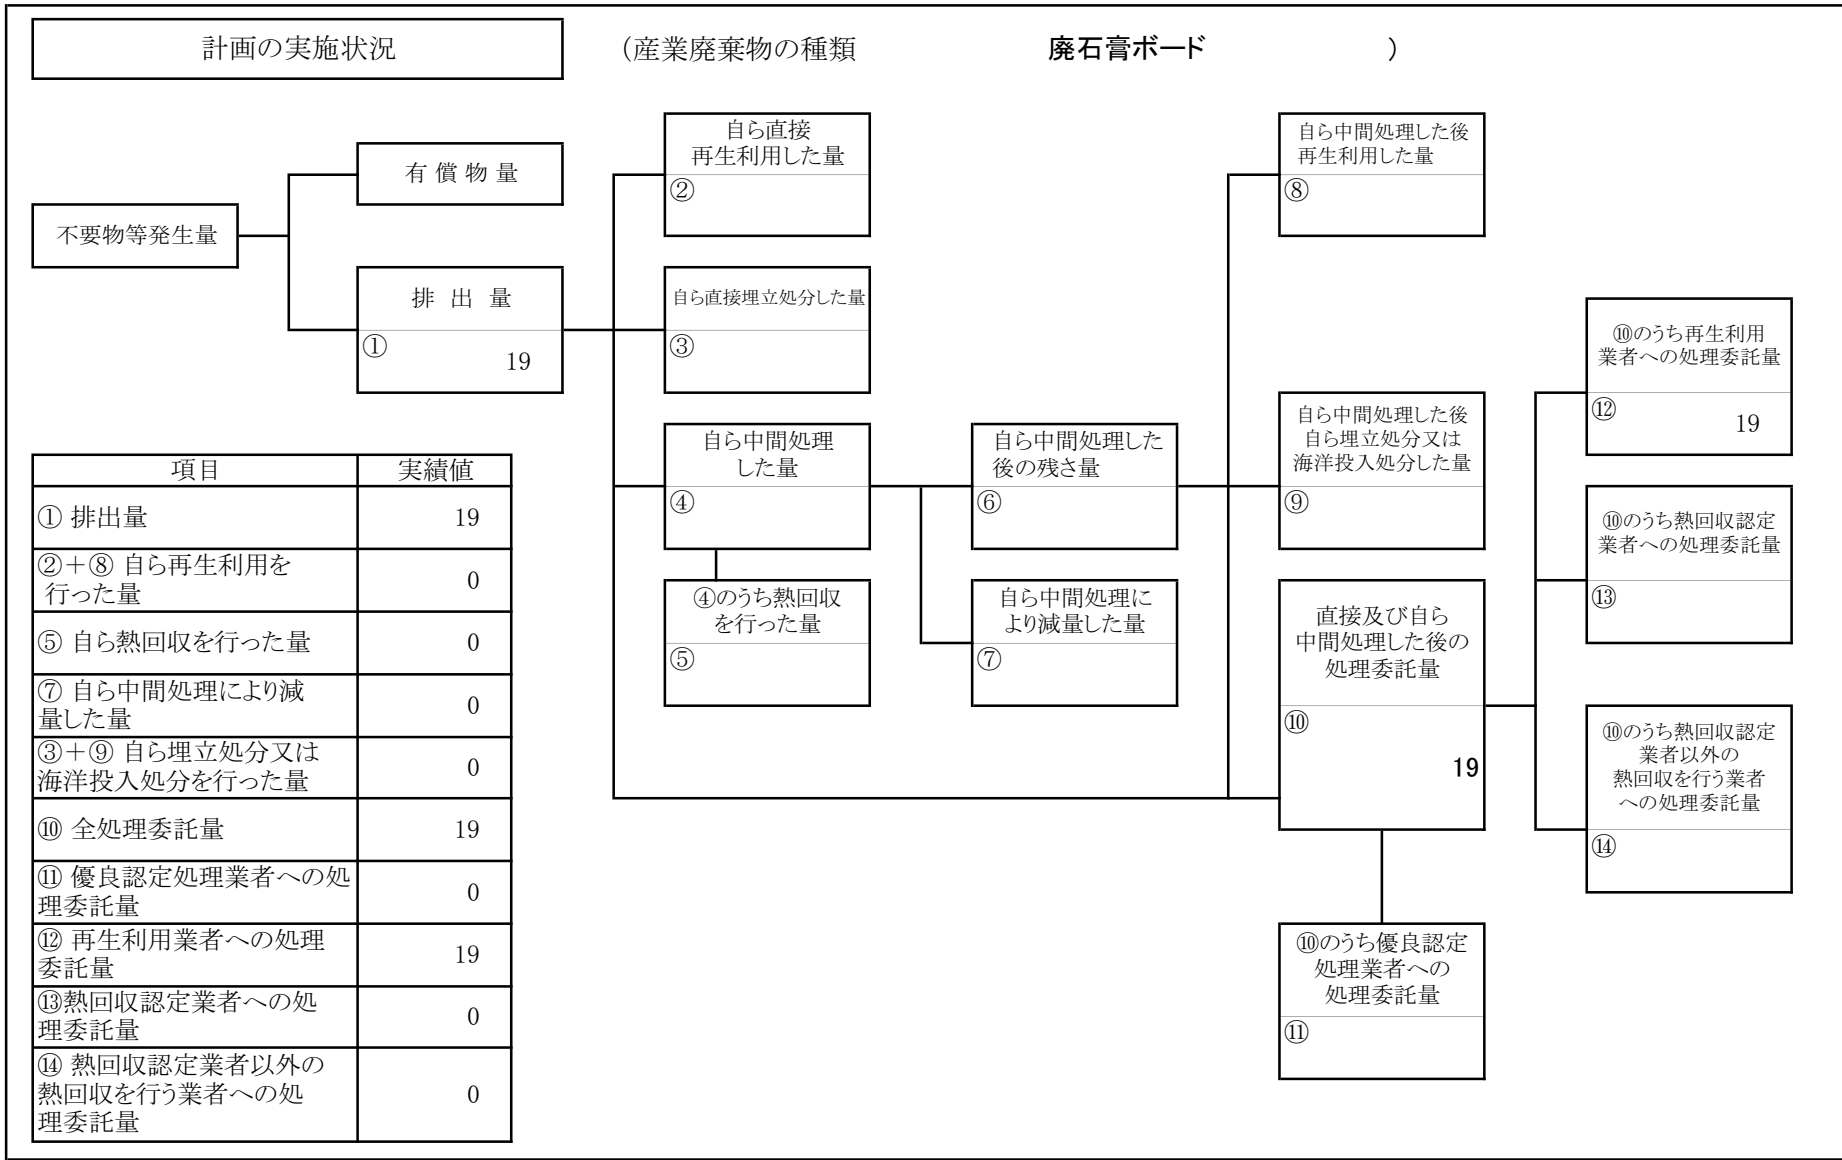 計画の実施状況
（産業廃棄物の種類 廃石膏ボード ）
不要物等発生量
有 償 物 量
排 出 量
①
19
自ら直接
再生利用した量
②
自ら直接埋立処分した量
③
自ら中間処理
した量
④
④のうち熱回収
を行った量
⑤
自ら中間処理した
後の残さ量
⑥
自ら中間処理に
より減量した量
⑦
自ら中間処理した後
再生利用した量
⑧
自ら中間処理した後
自ら埋立処分又は
海洋投入処分した量
⑨
直接及び自ら
中間処理した後の
処理委託量
⑩
19
⑩のうち優良認定
処理業者への
処理委託量
⑪
⑩のうち再生利用
業者への処理委託量
⑫
19
⑩のうち熱回収認定
業者への処理委託量
⑬
⑩のうち熱回収認定
業者以外の
熱回収を行う業者
への処理委託量
⑭
項目 実績値
① 排出量 19
②＋⑧ 自ら再生利用を
行った量 0
⑤ 自ら熱回収を行った量 0
⑦ 自ら中間処理により減
量した量 0
③＋⑨ 自ら埋立処分又は
海洋投入処分を行った量 0
⑩ 全処理委託量 19
⑪ 優良認定処理業者への処
理委託量 0
⑫ 再生利用業者への処理
委託量 19
⑬熱回収認定業者への処
理委託量 0
⑭ 熱回収認定業者以外の
熱回収を行う業者への処
理委託量 0